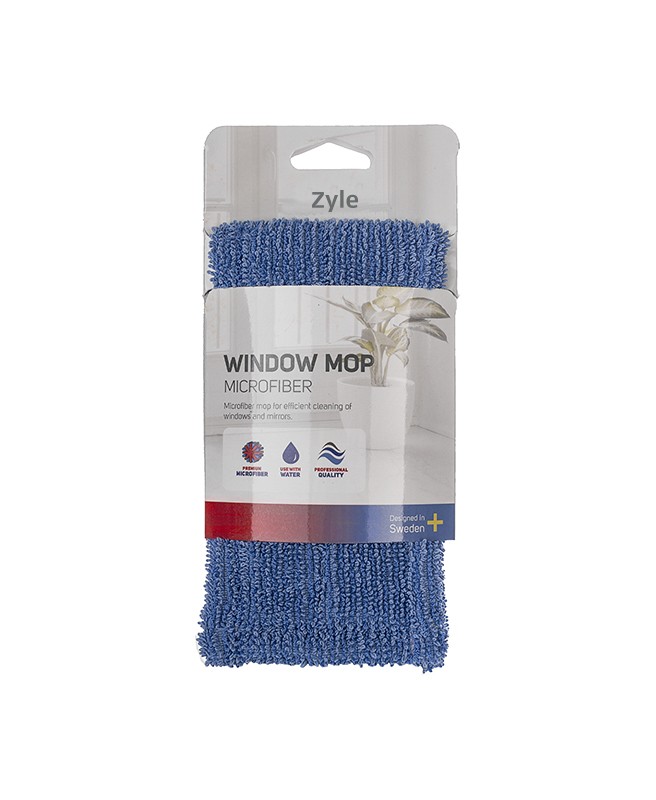 Zyle
WINDOW MOP
MICROFIBER
Microfiber mop for efficient cleaning of
windows and mirrors.
PREMIUM
MICROFIBER
USE WITH
WATER
PROFESSIONAL
QUALITY
Designed in
Sweden